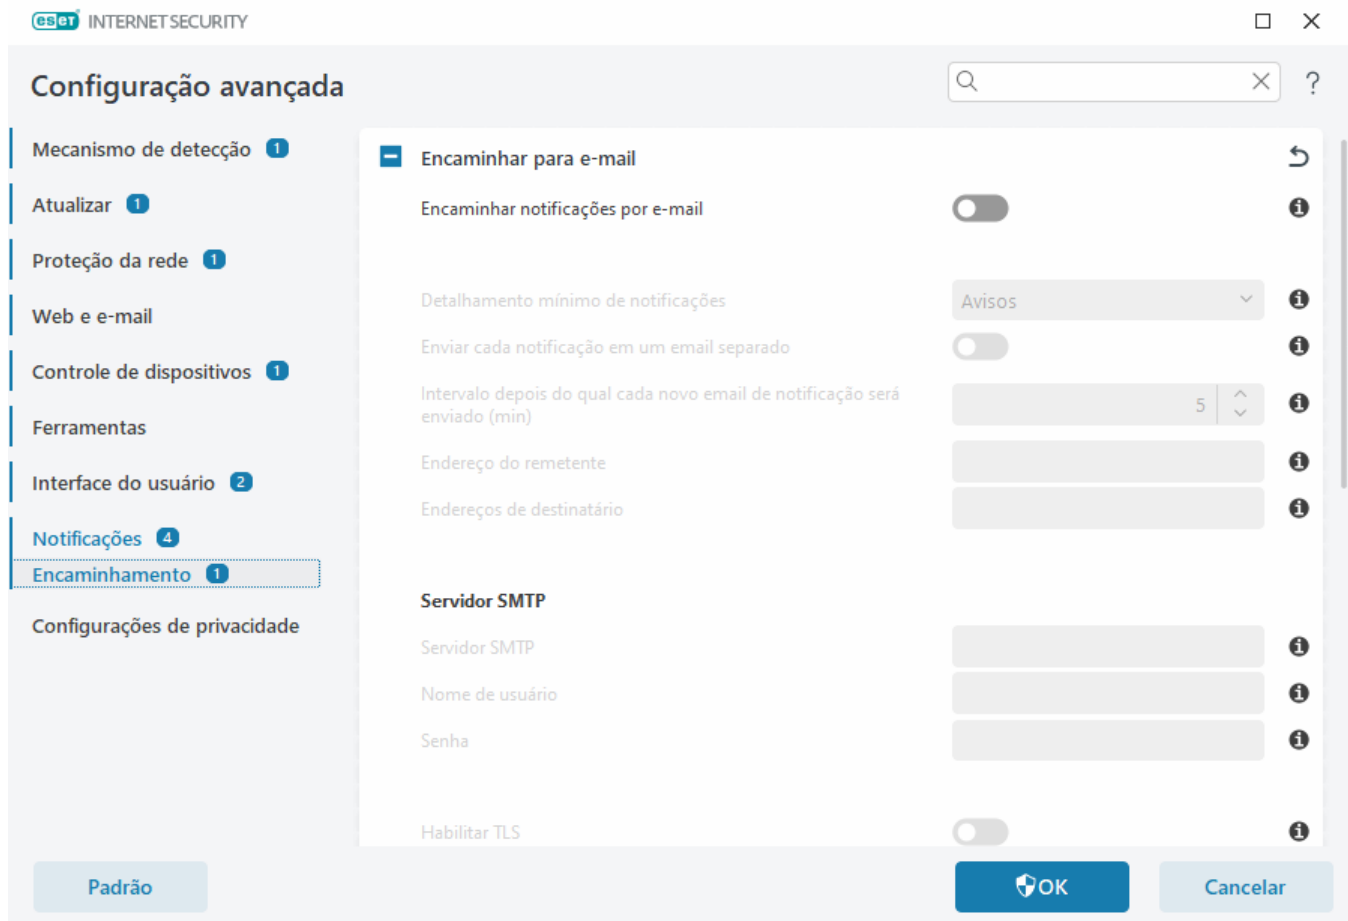 eset INTERNET SECURITY
Configuração avançada
?
Mecanismo de detecção 1
Atualizar 1
Proteção da rede 1
Web e e-mail
Controle de dispositivos 1
Ferramentas
Interface do usuário 2
Notificações 4
Encaminhamento 1
Configurações de privacidade
Encaminhar para e-mail
Encaminhar notificações por e-mail
Detalhamento mínimo de notificações
Avisos
Enviar cada notificação em um email separado
Intervalo depois do qual cada novo email de notificação será
enviado (min)
5
Endereço do remetente
Endereços de destinatário
Servidor SMTP
Servidor SMTP
Nome de usuário
Senha
Habilitar TLS
Padrão
OK
Cancelar